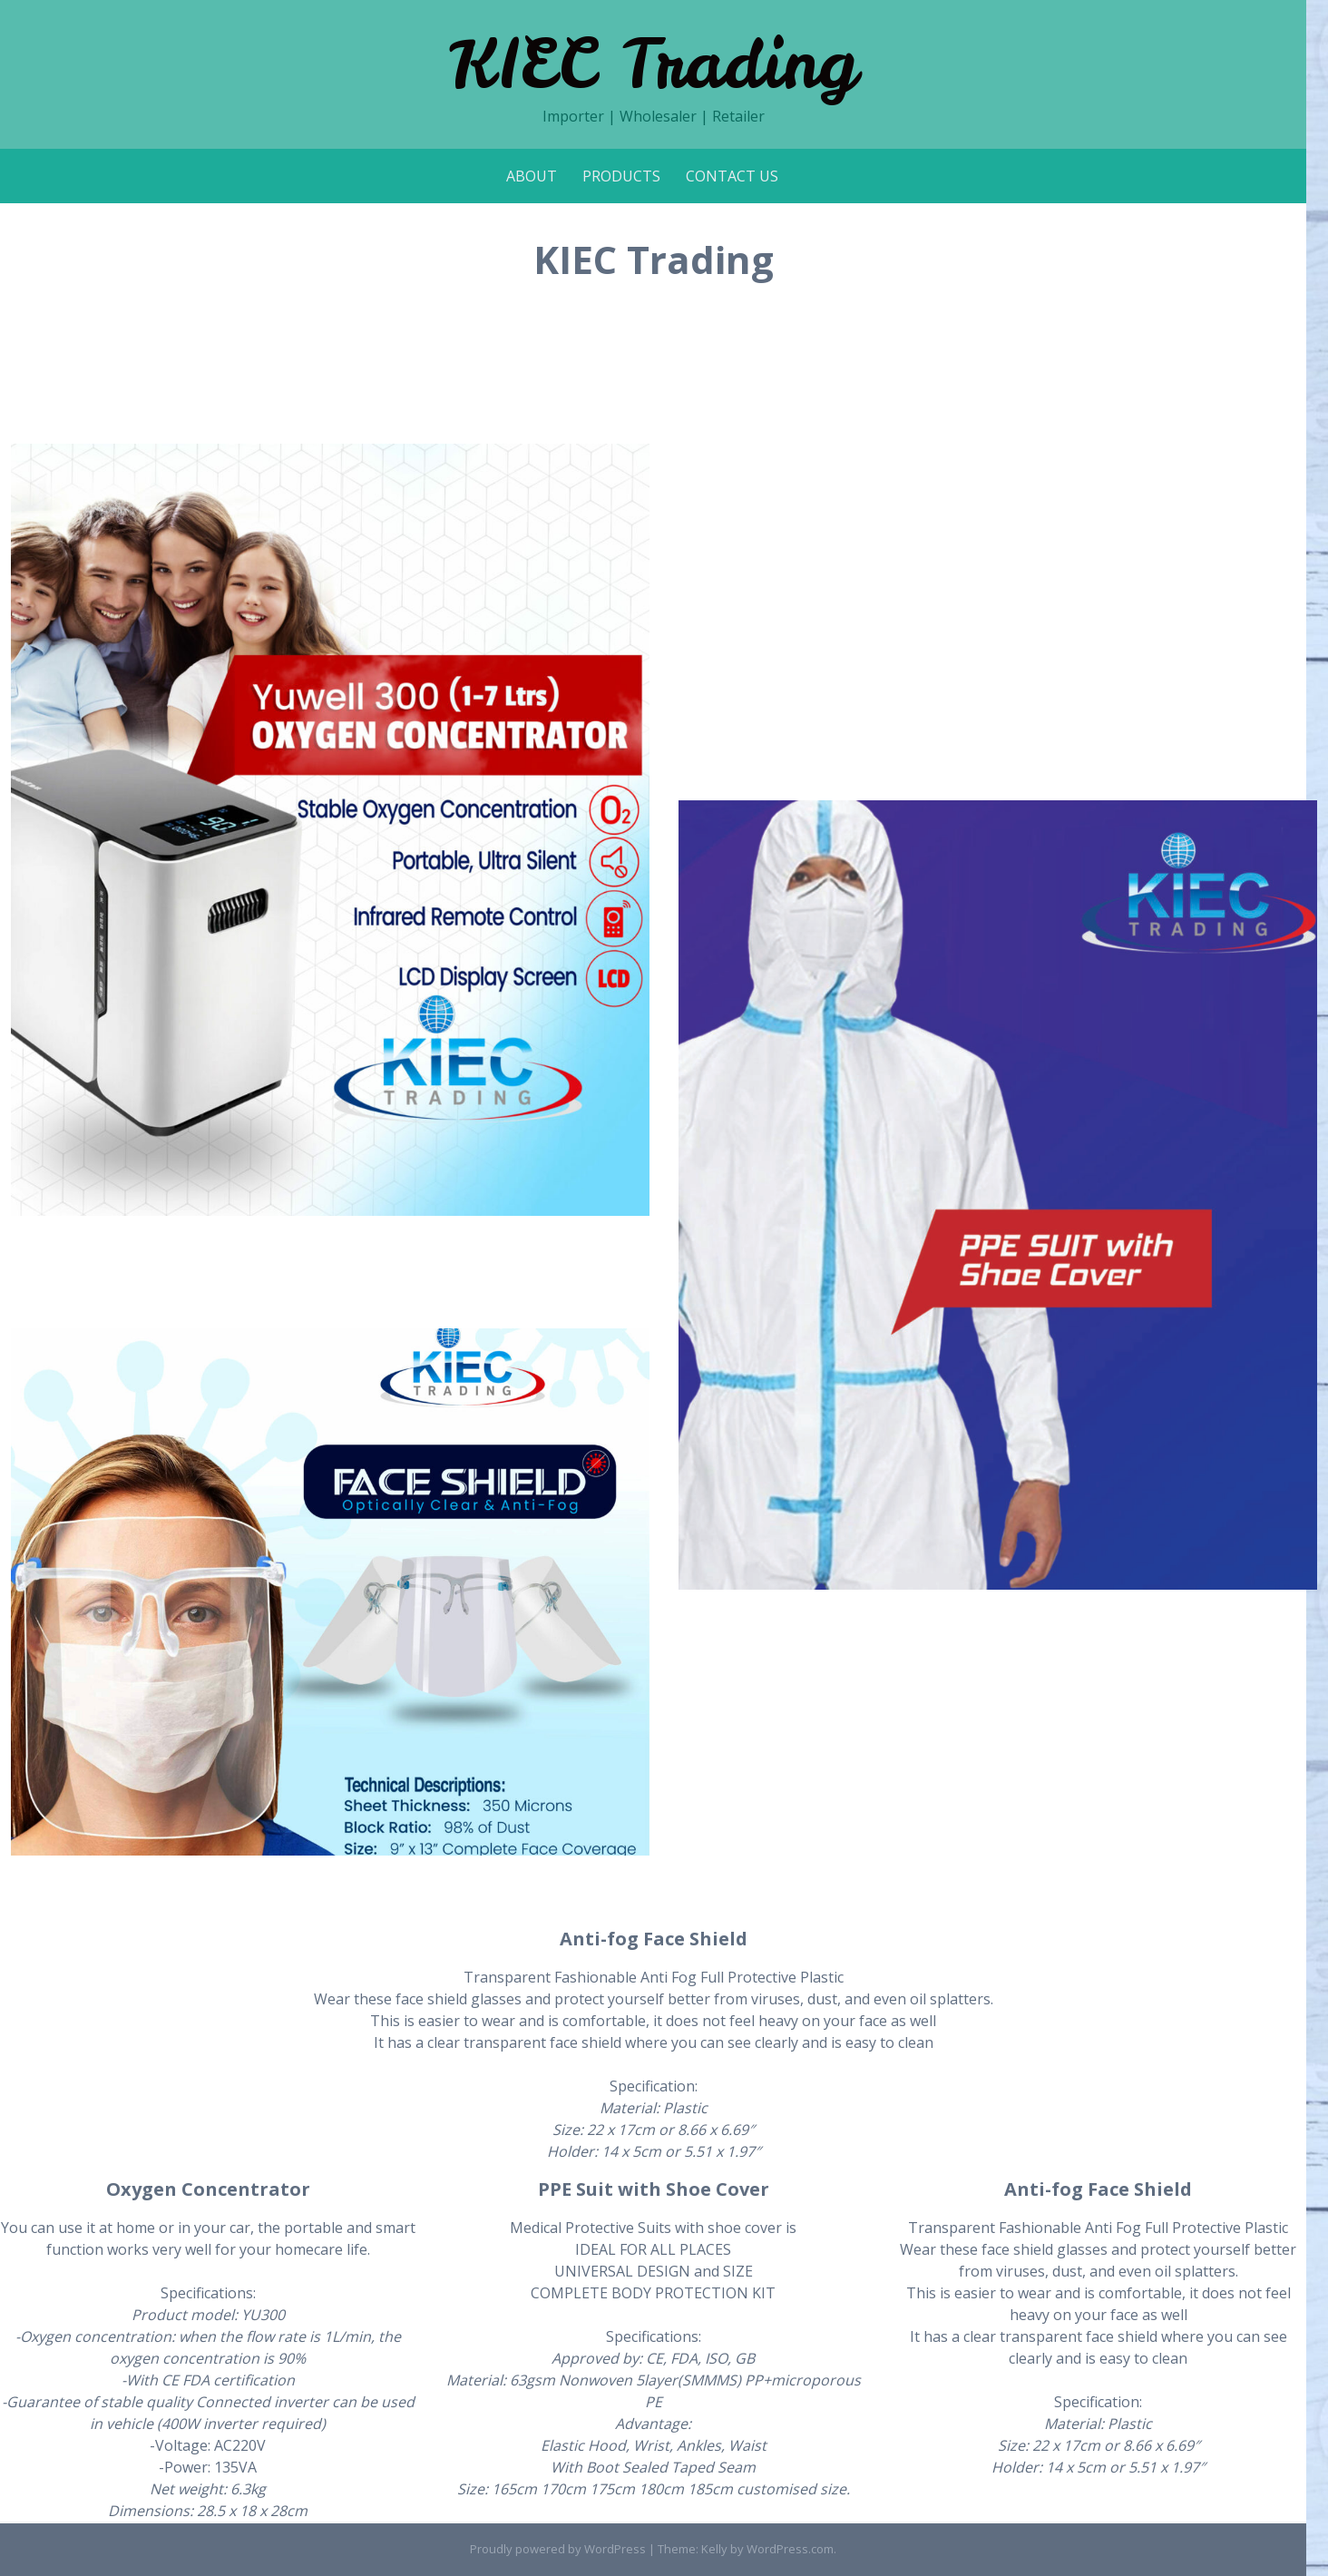 KIEC Trading
Importer | Wholesaler | Retailer
ABOUT PRODUCTS CONTACT US
KIEC Trading
Yuwell 300 (1-7 Ltrs)
OXYGEN CONCENTRATOR
Stable Oxygen Concentration O2
Portable, Ultra Silent
Infrared Remote Control
LCD Display Screen LCD
KIEC
TRADING
KIEC
TRADING
PPE SUIT with
Shoe Cover
KIEC
TRADING
FACE SHIELD
Optically Clear & Anti-Fog
Technical Descriptions:
Sheet Thickness: 350 Microns
Block Ratio: 98% of Dust
Size: 9” x 13” Complete Face Coverage
Anti-fog Face Shield
Transparent Fashionable Anti Fog Full Protective Plastic
Wear these face shield glasses and protect yourself better from viruses, dust, and even oil splatters.
This is easier to wear and is comfortable, it does not feel heavy on your face as well
It has a clear transparent face shield where you can see clearly and is easy to clean
Specification:
Material: Plastic
Size: 22 x 17cm or 8.66 x 6.69″
Holder: 14 x 5cm or 5.51 x 1.97″
Oxygen Concentrator
You can use it at home or in your car, the portable and smart
function works very well for your homecare life.
Specifications:
Product model: YU300
-Oxygen concentration: when the flow rate is 1L/min, the
oxygen concentration is 90%
-With CE FDA certification
-Guarantee of stable quality Connected inverter can be used
in vehicle (400W inverter required)
-Voltage: AC220V
-Power: 135VA
Net weight: 6.3kg
Dimensions: 28.5 x 18 x 28cm
PPE Suit with Shoe Cover
Medical Protective Suits with shoe cover is
IDEAL FOR ALL PLACES
UNIVERSAL DESIGN and SIZE
COMPLETE BODY PROTECTION KIT
Specifications:
Approved by: CE, FDA, ISO, GB
Material: 63gsm Nonwoven 5layer(SMMMS) PP+microporous
PE
Advantage:
Elastic Hood, Wrist, Ankles, Waist
With Boot Sealed Taped Seam
Size: 165cm 170cm 175cm 180cm 185cm customised size.
Anti-fog Face Shield
Transparent Fashionable Anti Fog Full Protective Plastic
Wear these face shield glasses and protect yourself better
from viruses, dust, and even oil splatters.
This is easier to wear and is comfortable, it does not feel
heavy on your face as well
It has a clear transparent face shield where you can see
clearly and is easy to clean
Specification:
Material: Plastic
Size: 22 x 17cm or 8.66 x 6.69″
Holder: 14 x 5cm or 5.51 x 1.97″
Proudly powered by WordPress | Theme: Kelly by WordPress.com.